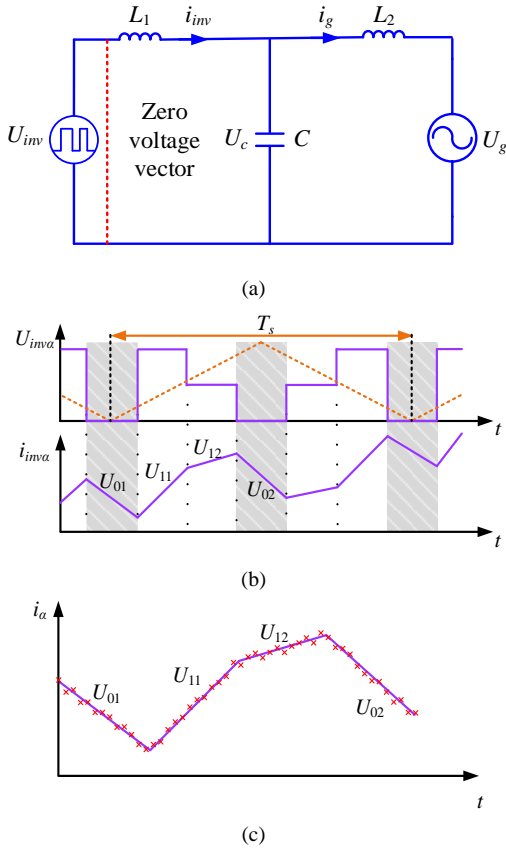 L1 iinv ig L2
Uinv Zero voltage vector Uc C Ug
(a)
Ts
Uinvα
t
iinvα U01 U11 U12 U02
t
(b)
iα
U01 U11 U12 U02
t
(c)